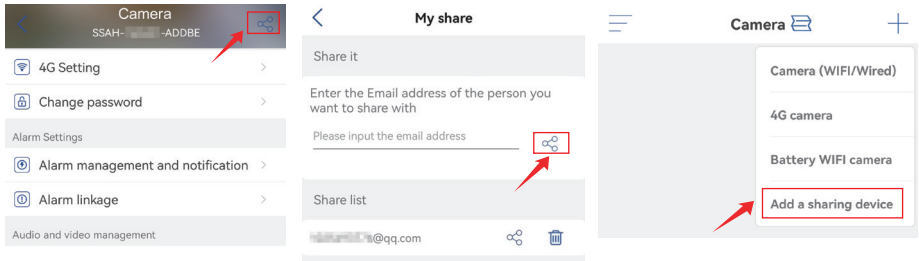 Camera
SSAH- -ADDBE
4G Setting
Change password
Alarm Settings
Alarm management and notification
Alarm linkage
Audio and video management
My share
Share it
Enter the Email address of the person you
want to share with
Please input the email address
Share list
@qq.com
Camera
Camera (WIFI/Wired)
4G camera
Battery WIFI camera
Add a sharing device